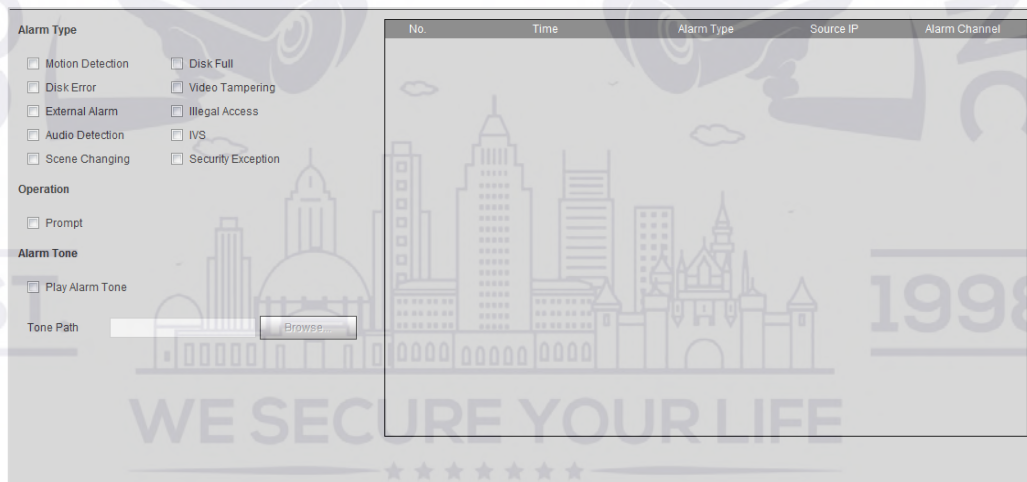 Alarm Type
No. Time Alarm Type Source IP Alarm Channel
Motion Detection Disk Full
Disk Error Video Tampering
External Alarm Illegal Access
Audio Detection IVS
Scene Changing Security Exception
Operation
Prompt
Alarm Tone
Play Alarm Tone
Tone Path Browse...
1998
WE SECURE YOUR LIFE